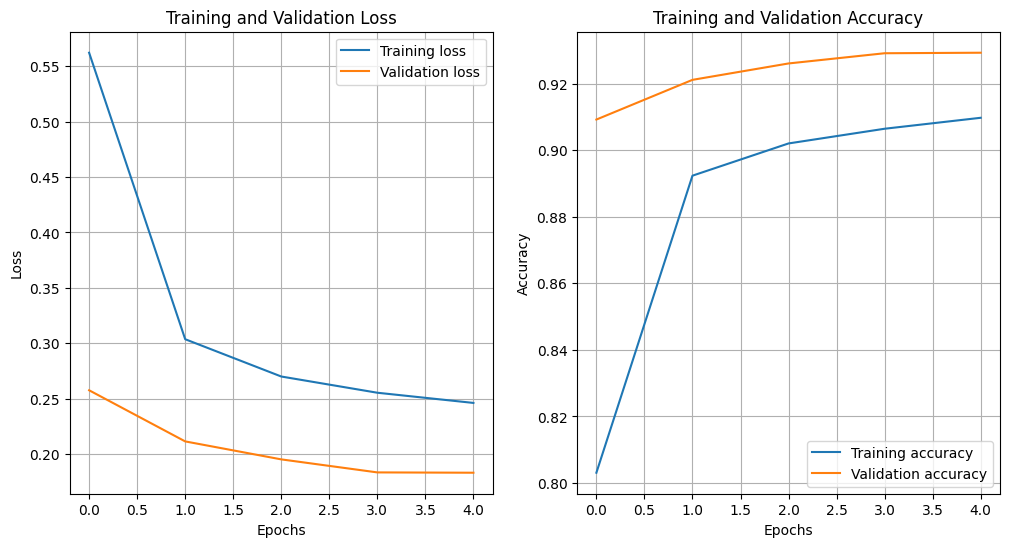 Training and Validation Loss
Training loss
Validation loss
0.55
0.50
0.45
0.40
0.35
0.30
0.25
0.20
Loss
0.0 0.5 1.0 1.5 2.0 2.5 3.0 3.5 4.0
Epochs
Training and Validation Accuracy
0.92
0.90
0.88
0.86
0.84
0.82
0.80
Accuracy
Training accuracy
Validation accuracy
0.0 0.5 1.0 1.5 2.0 2.5 3.0 3.5 4.0
Epochs